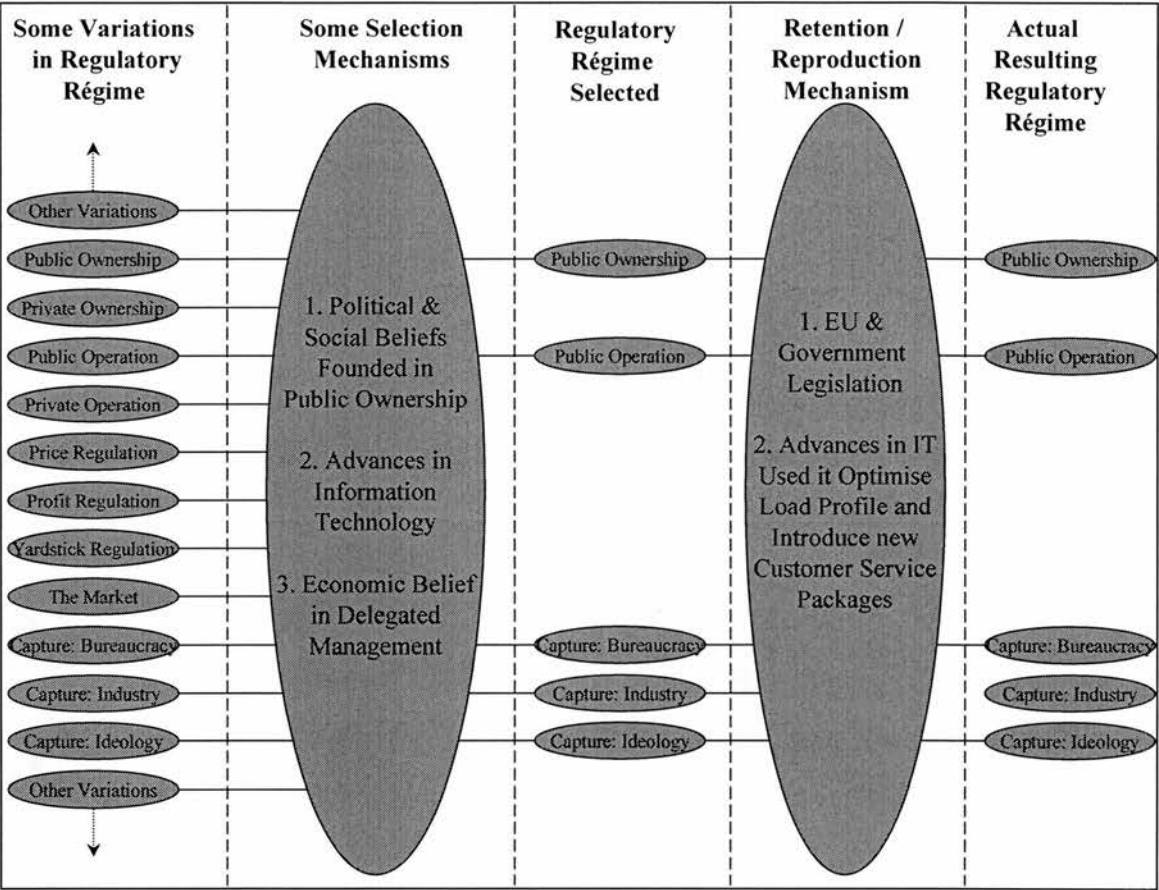 Some Variations
in Regulatory
Régime
Some Selection
Mechanisms
Regulatory
Régime
Selected
Retention /
Reproduction
Mechanism
Actual
Resulting
Regulatory
Régime
Other Variations
Public Ownership
Private Ownership
Public Operation
Private Operation
Price Regulation
Profit Regulation
Yardstick Regulation
The Market
Capture: Bureaucracy
Capture: Industry
Capture: Ideology
Other Variations
1. Political &
Social Beliefs
Founded in
Public Ownership
2. Advances in
Information
Technology
3. Economic Belief
in Delegated
Management
Public Ownership
Public Operation
Capture: Bureaucracy
Capture: Industry
Capture: Ideology
1. EU &
Government
Legislation
2. Advances in IT
Used it Optimise
Load Profile and
Introduce new
Customer Service
Packages
Public Ownership
Public Operation
Capture: Bureaucracy
Capture: Industry
Capture: Ideology